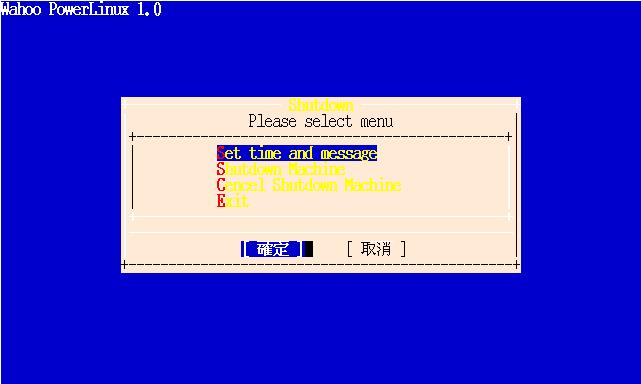 Wahoo PowerLinux 1.0
Shutdown
Please select menu
Set time and message
Shutdown Machine
Cencel Shutdown Machine
Exit
[ 確定 ] [ 取消 ]